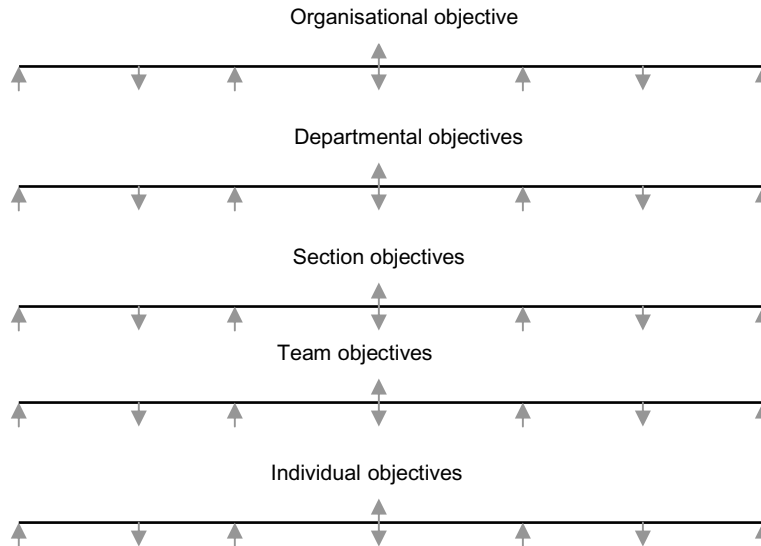 Organisational objective
Departmental objectives
Section objectives
Team objectives
Individual objectives